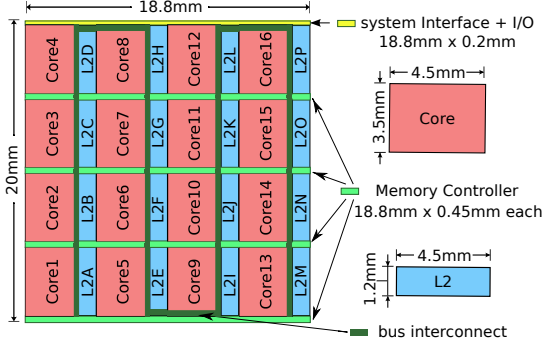 18.8mm
20mm
Core4
L2D
Core8
L2H
Core12
L2L
Core16
L2P
Core3
L2C
Core7
L2G
Core11
L2K
Core15
L2O
Core2
L2B
Core6
L2F
Core10
L2J
Core14
L2N
Core1
L2A
Core5
L2E
Core9
L2I
Core13
L2M
system Interface + I/O
18.8mm x 0.2mm
4.5mm
3.5mm
Core
Memory Controller
18.8mm x 0.45mm each
4.5mm
1.2mm
L2
bus interconnect